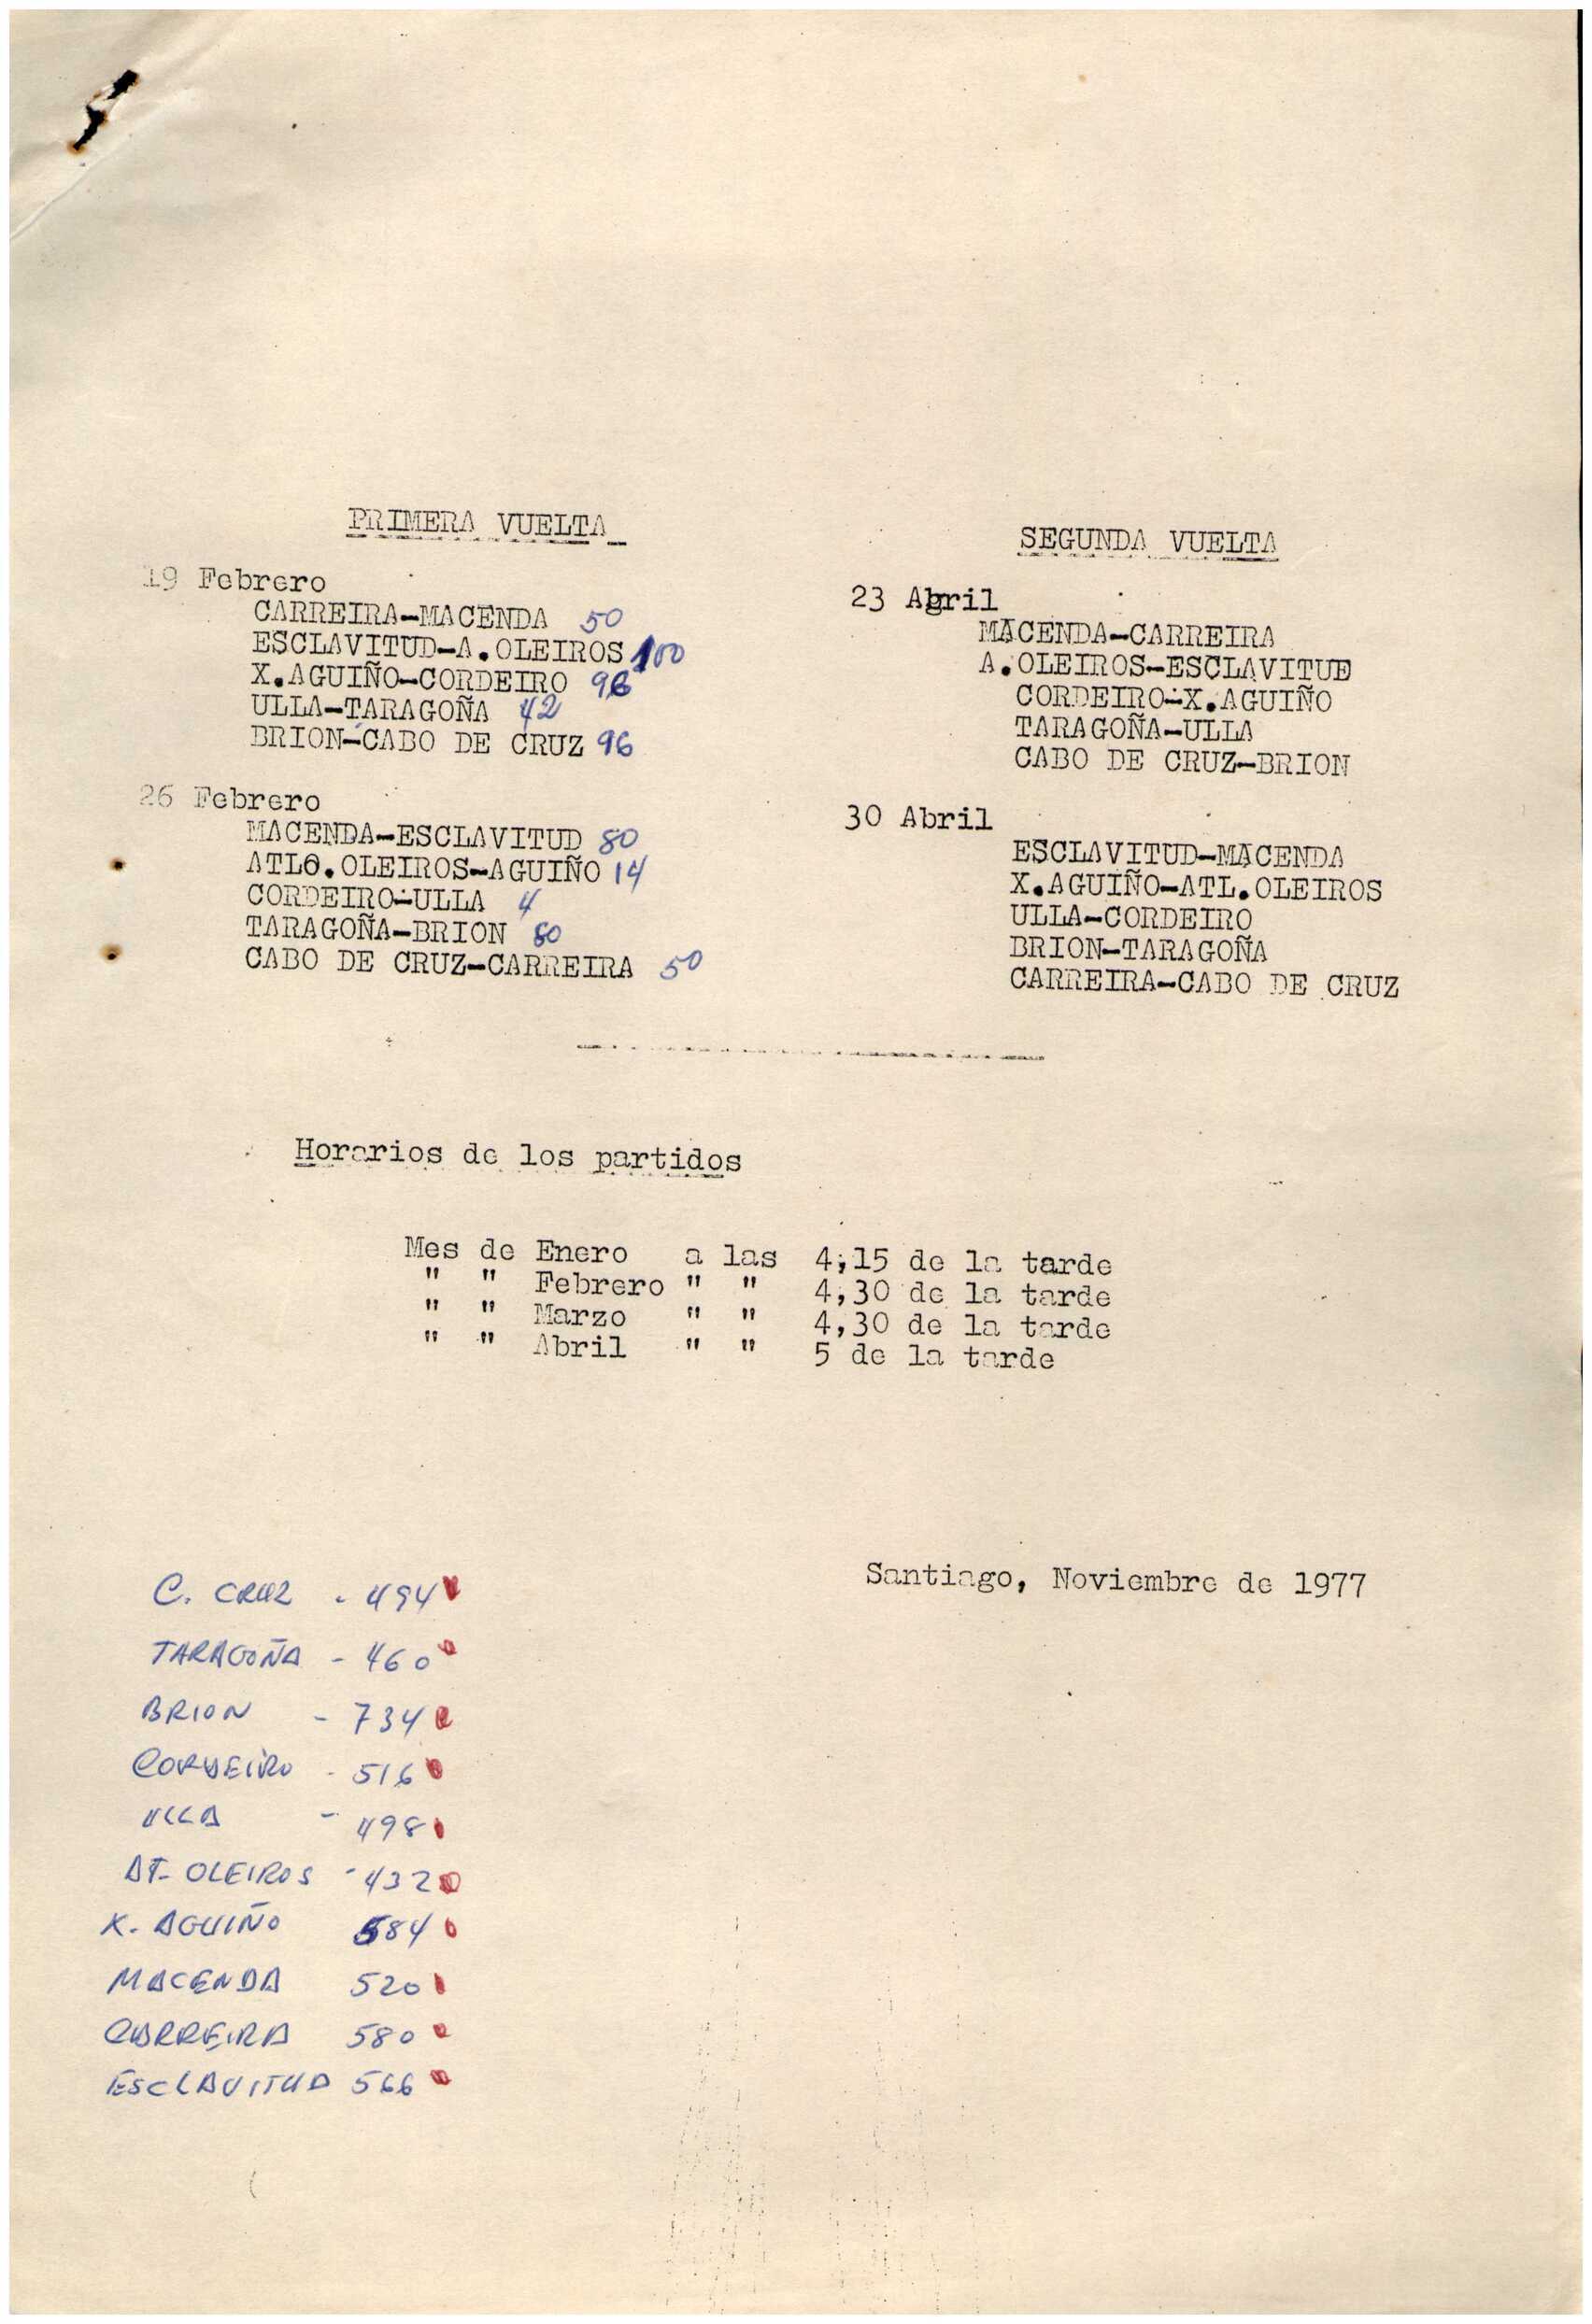 PRIMERA VUELTA
19 Febrero
CARREIRA-MACENDA 50
ESCLAVITUD-A.OLEIROS 100
X.AGUIÑO-CORDEIRO 96
ULLA-TARAGOÑA 42
BRION-CABO DE CRUZ 96
26 Febrero
MACENDA-ESCLAVITUD 80
ATLO.OLEIROS-AGUIÑO 14
CORDEIRO-ULLA 4
TARAGOÑA-BRION 80
CABO DE CRUZ-CARREIRA 50
SEGUNDA VUELTA
23 Abril
MACENDA-CARREIRA
A.OLEIROS-ESCLAVITUD
CORDEIRO-X.AGUIÑO
TARAGOÑA-ULLA
CABO DE CRUZ-BRION
30 Abril
ESCLAVITUD-MACENDA
X.AGUIÑO-ATL.OLEIROS
ULLA-CORDEIRO
BRION-TARAGOÑA
CARREIRA-CABO DE CRUZ
Horarios de los partidos
Mes de Enero a las 4,15 de la tarde
" " Febrero " " 4,30 de la tarde
" " Marzo " " 4,30 de la tarde
" " Abril " " 5 de la tarde
Santiago, Noviembre de 1977
C. CRUZ - 494
TARAGOÑA - 460
BRION - 734
CORDEIRO - 516
ULLA - 498
AT- OLEIROS - 432
X. AGUIÑO 584
MACENDA 520
CARREIRA 580
ESCLAVITUD 566